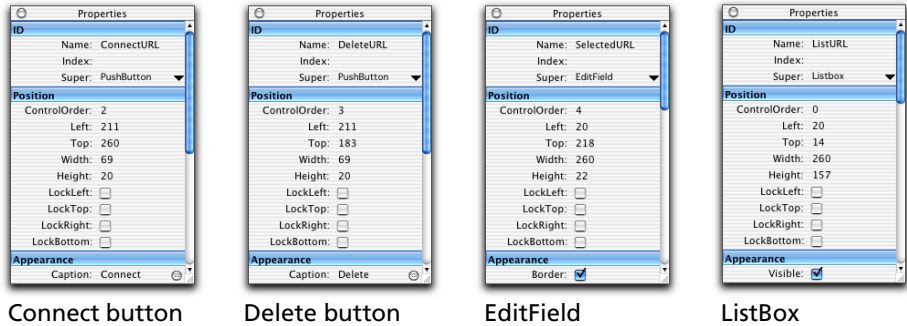 Properties
ID
Name: ConnectURL
Index:
Super: PushButton
Position
ControlOrder: 2
Left: 211
Top: 260
Width: 69
Height: 20
LockLeft:
LockTop:
LockRight:
LockBottom:
Appearance
Caption: Connect
Connect button
Properties
ID
Name: DeleteURL
Index:
Super: PushButton
Position
ControlOrder: 3
Left: 211
Top: 183
Width: 69
Height: 20
LockLeft:
LockTop:
LockRight:
LockBottom:
Appearance
Caption: Delete
Delete button
Properties
ID
Name: SelectedURL
Index:
Super: EditField
Position
ControlOrder: 4
Left: 20
Top: 218
Width: 260
Height: 22
LockLeft:
LockTop:
LockRight:
LockBottom:
Appearance
Border:
EditField
Properties
ID
Name: ListURL
Index:
Super: Listbox
Position
ControlOrder: 0
Left: 20
Top: 14
Width: 260
Height: 157
LockLeft:
LockTop:
LockRight:
LockBottom:
Appearance
Visible:
ListBox